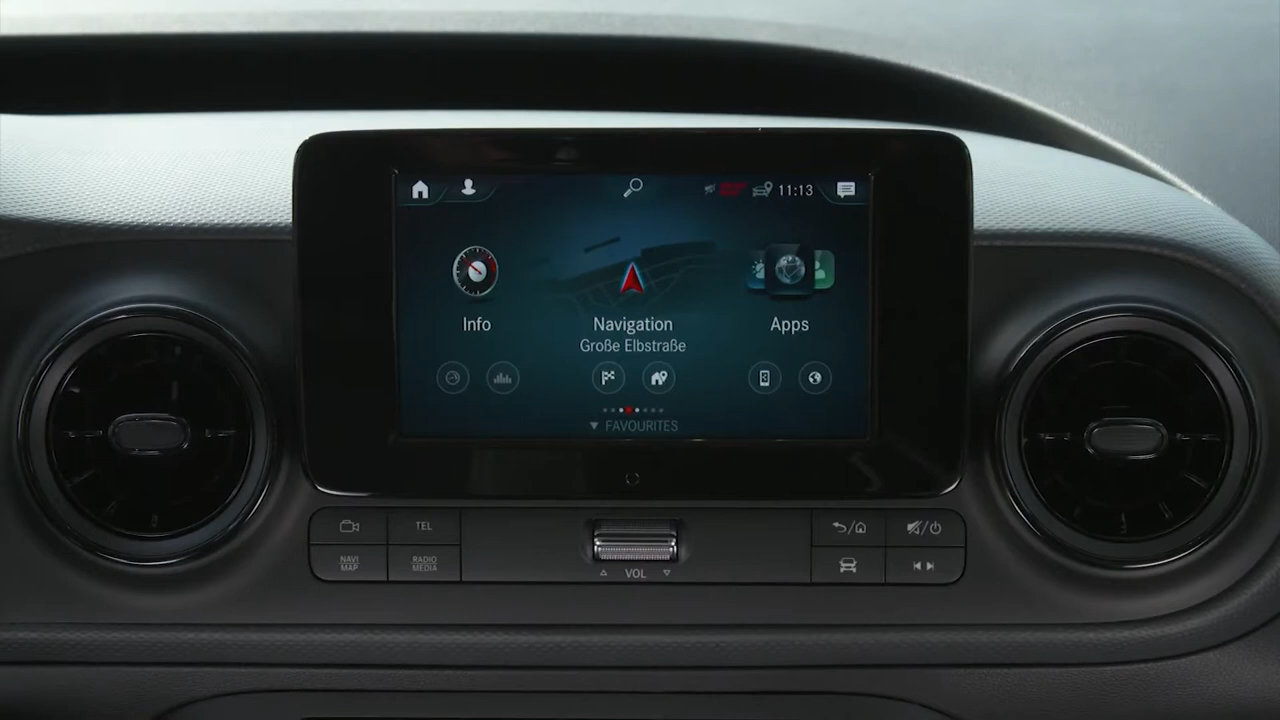 11:13
Info
Navigation
Apps
Große Elbstraße
FAVOURITES
TEL
NAVI
MAP
RADIO
MEDIA
VOL